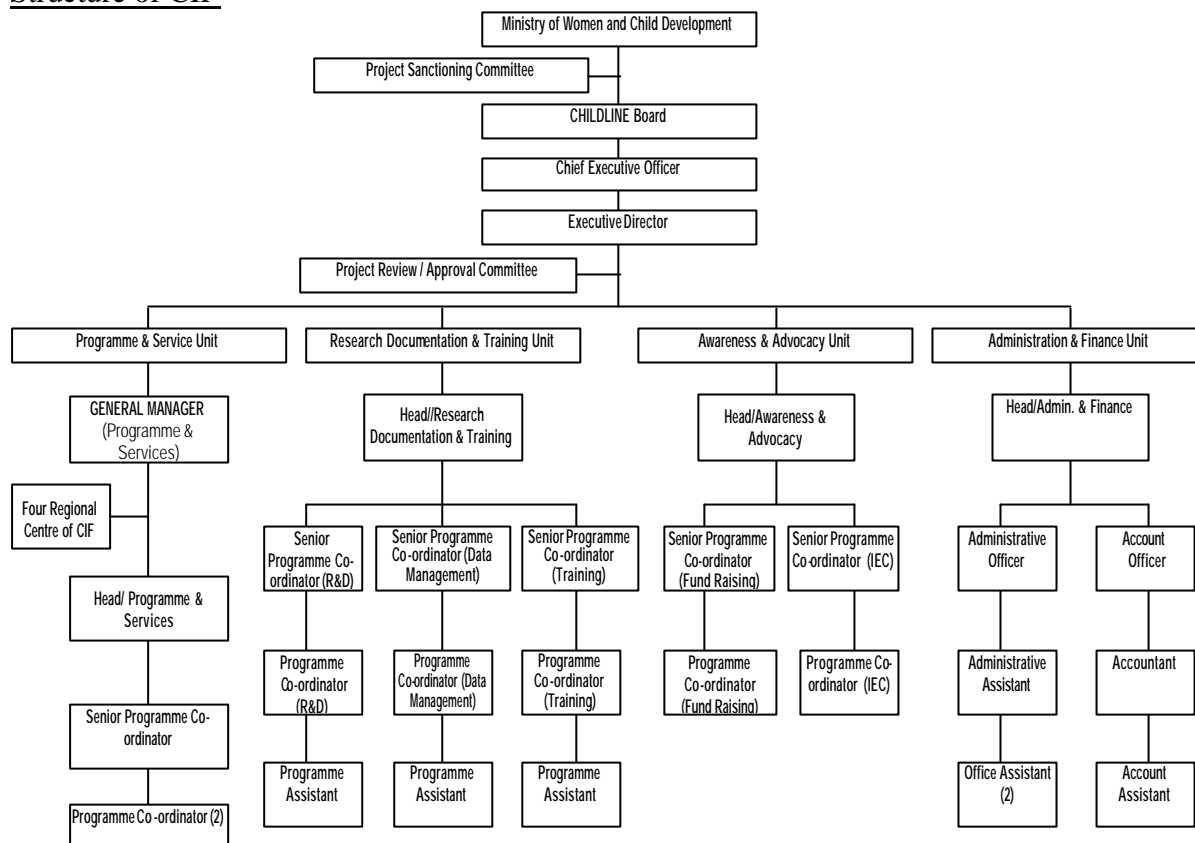 Structure of CIF
Ministry of Women and Child Development
Project Sanctioning Committee
CHILDLINE Board
Chief Executive Officer
Executive Director
Project Review / Approval Committee
Programme & Service Unit
Research Documentation & Training Unit
Awareness & Advocacy Unit
Administration & Finance Unit
GENERAL MANAGER
(Programme &
Services)
Head//Research
Documentation & Training
Head/Awareness &
Advocacy
Head/Admin. & Finance
Four Regional
Centre of CIF
Senior
Programme Co-
ordinator (R&D)
Senior Programme
Co-ordinator (Data
Management)
Senior Programme
Co-ordinator
(Training)
Senior Programme
Co-ordinator
(Fund Raising)
Senior Programme
Co-ordinator (IEC)
Administrative
Officer
Account
Officer
Head/ Programme &
Services
Programme
Co-ordinator
(R&D)
Programme
Co-ordinator (Data
Management)
Programme
Co-ordinator
(Training)
Programme
Co-ordinator
(Fund Raising)
Programme Co-
ordinator (IEC)
Administrative
Assistant
Accountant
Senior Programme Co-
ordinator
Programme
Assistant
Programme
Assistant
Programme
Assistant
Office Assistant
(2)
Account
Assistant
Programme Co-ordinator (2)